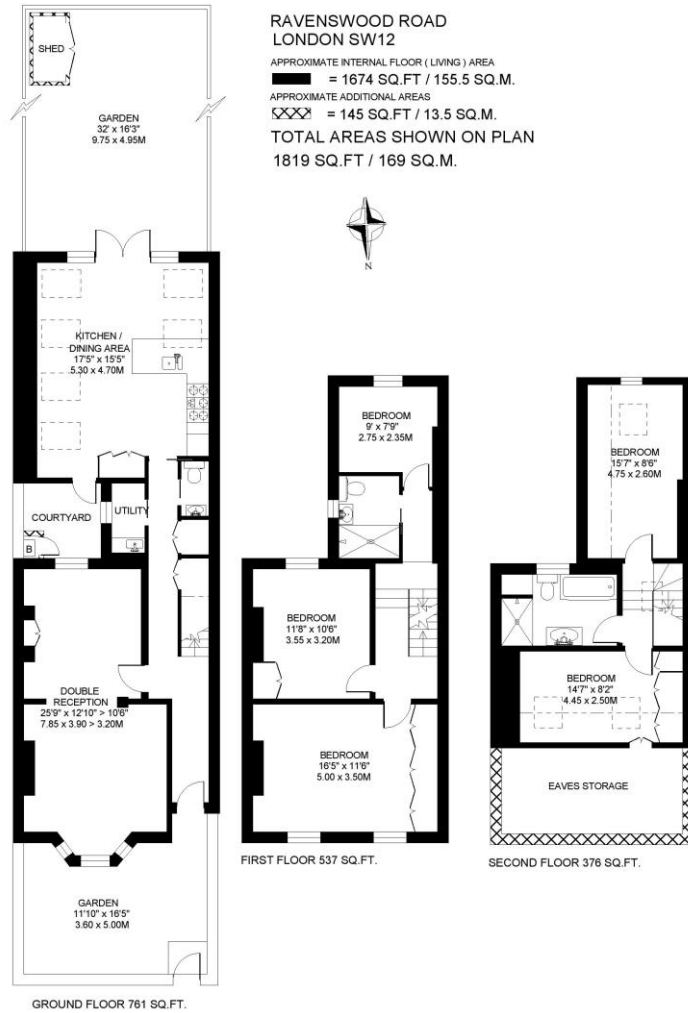 RAVENSWOOD ROAD
LONDON SW12
APPROXIMATE INTERNAL FLOOR ( LIVING ) AREA
= 1674 SQ.FT / 155.5 SQ.M.
APPROXIMATE ADDITIONAL AREAS
= 145 SQ.FT / 13.5 SQ.M.
TOTAL AREAS SHOWN ON PLAN
1819 SQ.FT / 169 SQ.M.
N
SHED
GARDEN
32' x 16'3"
9.75 x 4.95M
KITCHEN /
DINING AREA
17'5" x 15'5"
5.30 x 4.70M
COURTYARD
UTILITY
B
DOUBLE
RECEPTION
25'9" x 12'10" > 10'6"
7.85 x 3.90 > 3.20M
GARDEN
11'10" x 16'5"
3.60 x 5.00M
GROUND FLOOR 761 SQ.FT.
BEDROOM
9' x 7'9"
2.75 x 2.35M
BEDROOM
11'8" x 10'6"
3.55 x 3.20M
BEDROOM
16'5" x 11'6"
5.00 x 3.50M
FIRST FLOOR 537 SQ.FT.
BEDROOM
15'7" x 8'6"
4.75 x 2.60M
BEDROOM
14'7" x 8'2"
4.45 x 2.50M
EAVES STORAGE
SECOND FLOOR 376 SQ.FT.